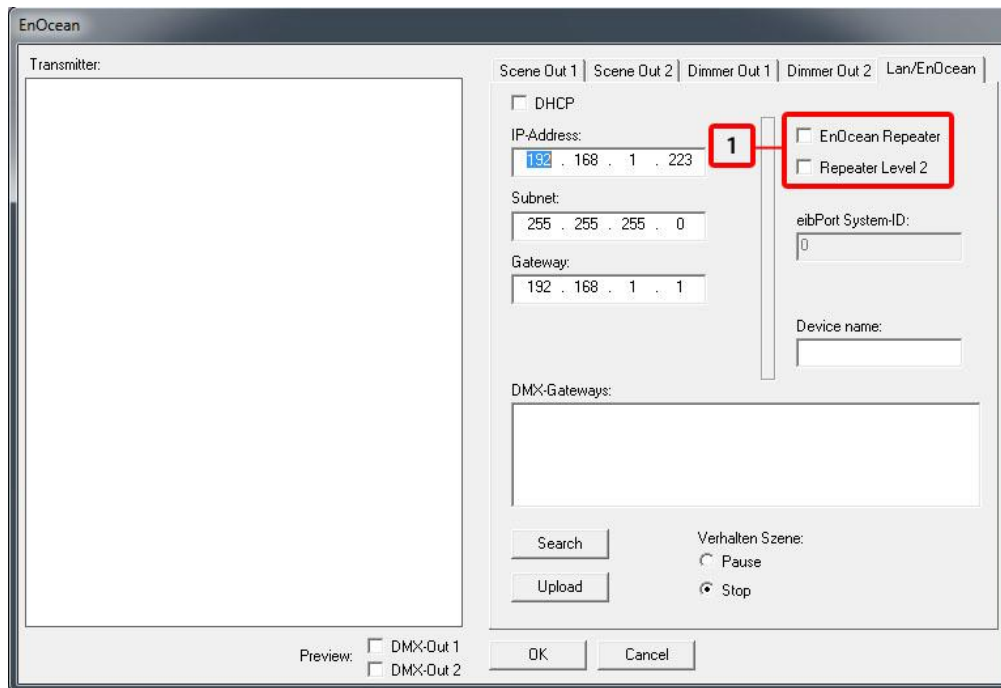 EnOcean
Transmitter:
Scene Out 1 Scene Out 2 Dimmer Out 1 Dimmer Out 2 Lan/EnOcean
DHCP
IP-Address:
192 . 168 . 1 . 223
Subnet:
255 . 255 . 255 . 0
Gateway:
192 . 168 . 1 . 1
1
EnOcean Repeater
Repeater Level 2
eibPort System-ID:
0
Device name:
DMX-Gateways:
Search
Upload
Verhalten Szene:
Pause
Stop
Preview:
DMX-Out 1
DMX-Out 2
OK
Cancel